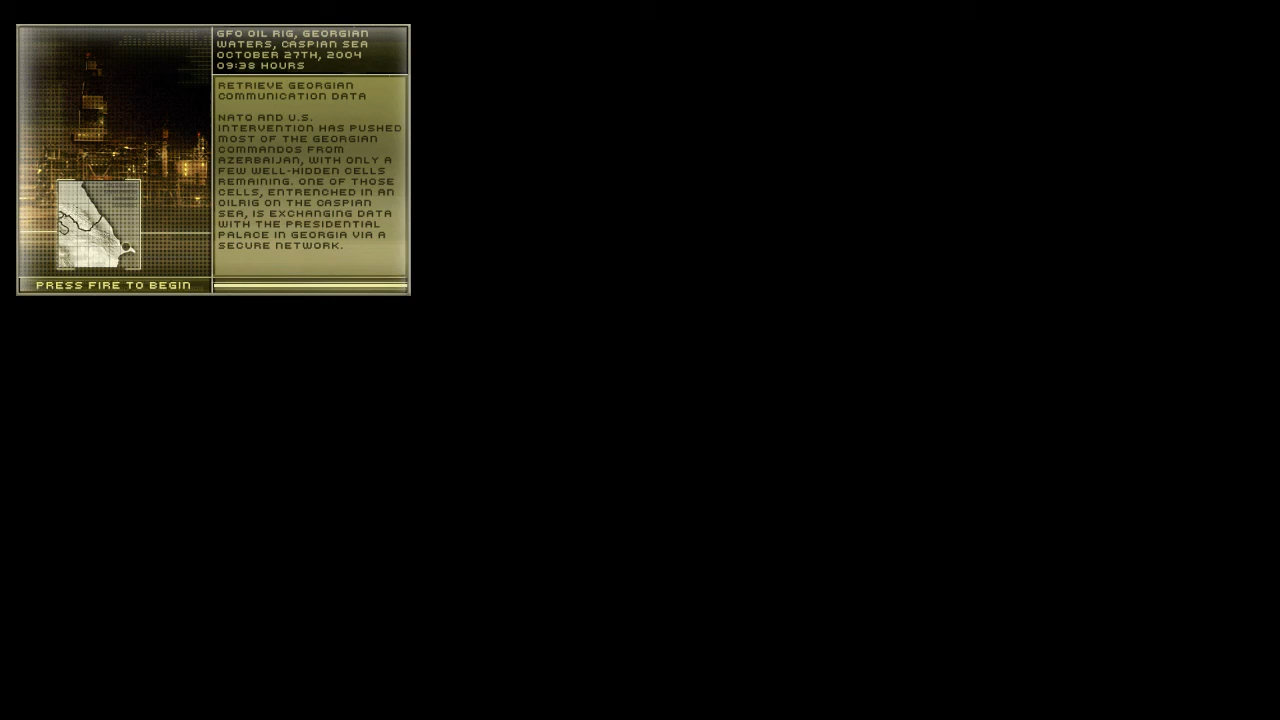 GFO OIL RIG, GEORGIAN
WATERS, CASPIAN SEA
OCTOBER 27TH, 2004
09:38 HOURS
RETRIEVE GEORGIAN
COMMUNICATION DATA
NATO AND U.S.
INTERVENTION HAS PUSHED
MOST OF THE GEORGIAN
COMMANDOS FROM
AZERBAIJAN, WITH ONLY A
FEW WELL-HIDDEN CELLS
REMAINING. ONE OF THOSE
CELLS, ENTRENCHED IN AN
OILRIG ON THE CASPIAN
SEA, IS EXCHANGING DATA
WITH THE PRESIDENTIAL
PALACE IN GEORGIA VIA A
SECURE NETWORK.
PRESS FIRE TO BEGIN